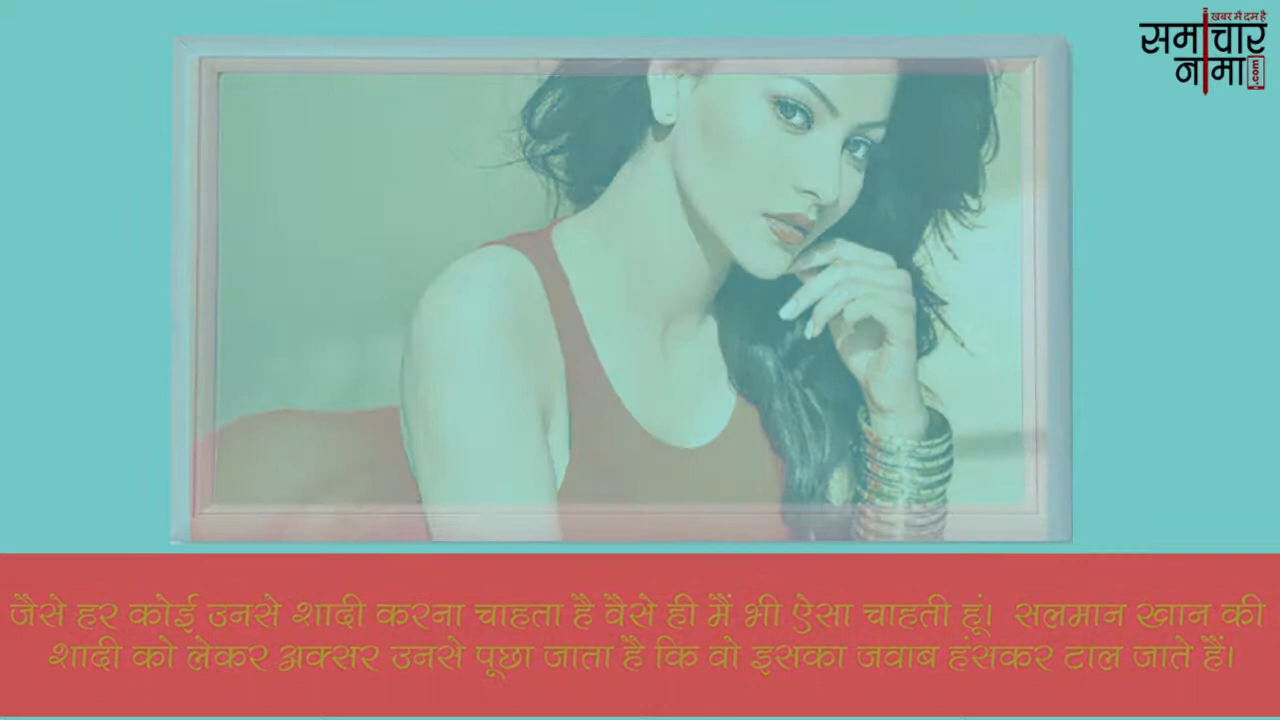 खबर मैं दम है
समाचार
नामा
.com
जैसे हर कोई उनसे शादी करना चाहता है वैसे ही मैं भी ऐसा चाहती हूं। सलमान खान की
शादी को लेकर अक्सर उनसे पूछा जाता है कि वो इसका जवाब हंसकर टाल जाते हैं।